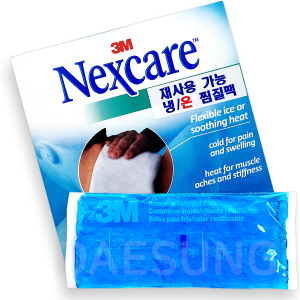 3M
Nexcare™
재사용 가능
냉/온 찜질팩
Flexible ice or
soothing heat
cold for pain
and swelling
heat for muscle
aches and stiffness
3M
DAESUNG